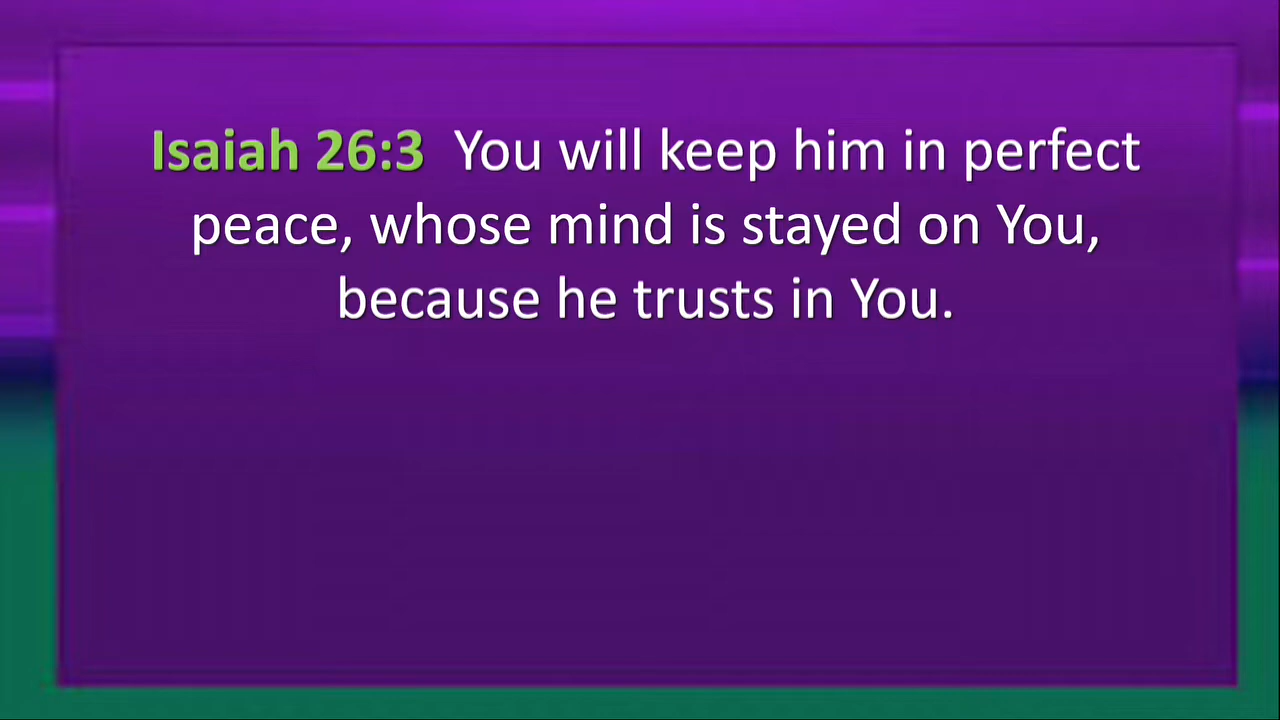 Isaiah 26:3 You will keep him in perfect
peace, whose mind is stayed on You,
because he trusts in You.